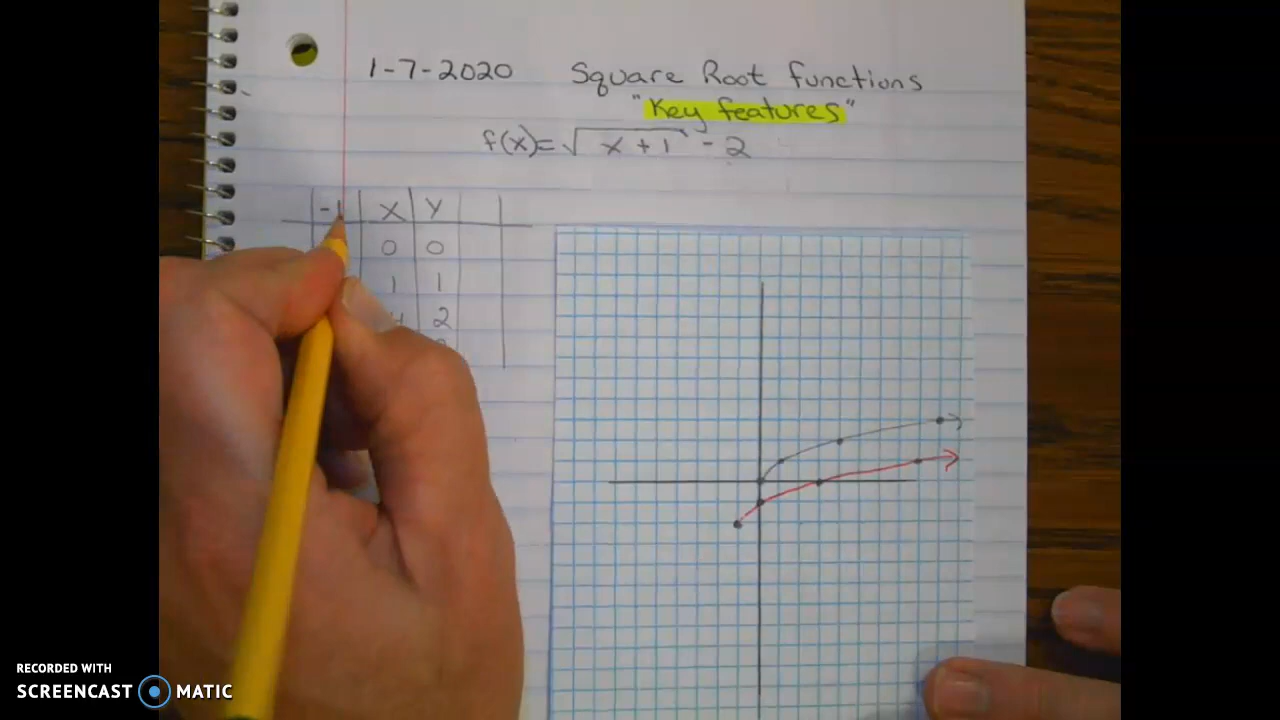 1-7-2020 Square Root functions
"Key features"
f(x)=√x+1 - 2
-1 X Y
0 0
1 1
4 2
RECORDED WITH
SCREENCAST MATIC